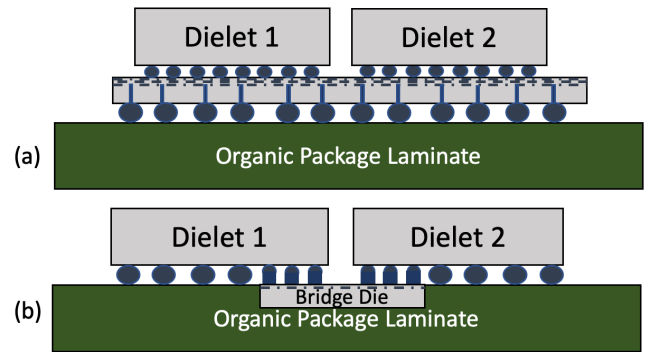 Dielet 1 Dielet 2
(a) Organic Package Laminate
Dielet 1 Dielet 2
Bridge Die
(b) Organic Package Laminate